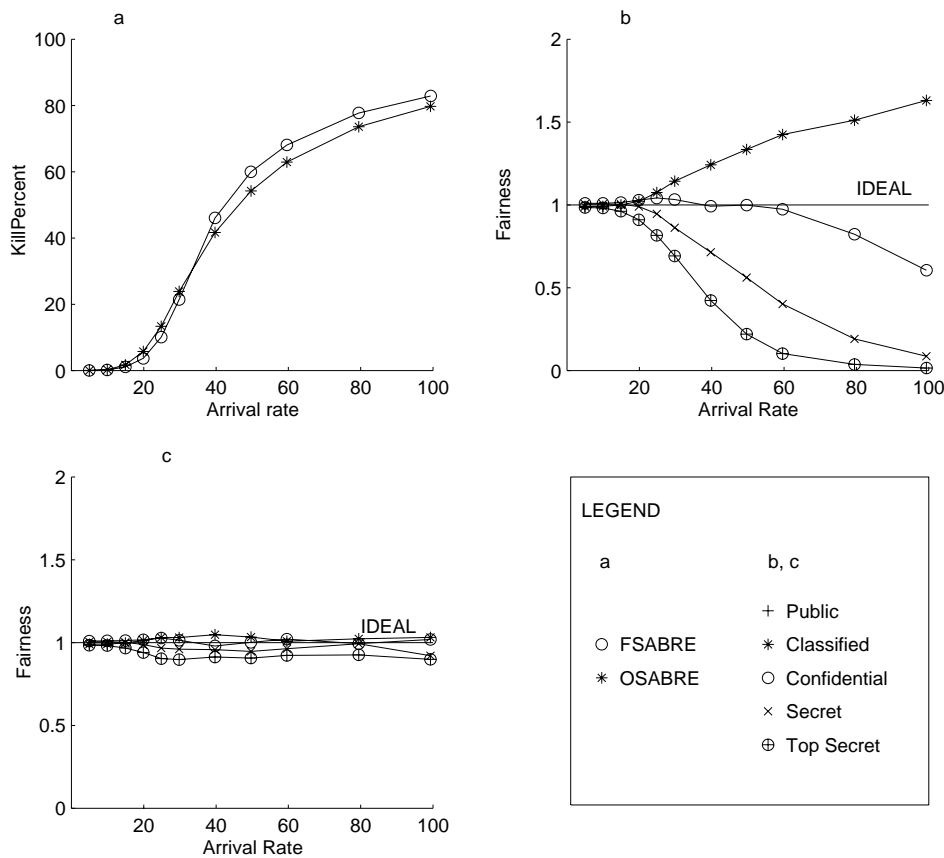 a
100
80
60
40
20
0
KillPercent
20 40 60 80 100
Arrival rate
b
2
1.5
1
0.5
0
Fairness
IDEAL
20 40 60 80 100
Arrival Rate
c
2
1.5
1
0.5
0
Fairness
IDEAL
20 40 60 80 100
Arrival Rate
LEGEND
a
FSABRE
OSABRE
b, c
Public
Classified
Confidential
Secret
Top Secret